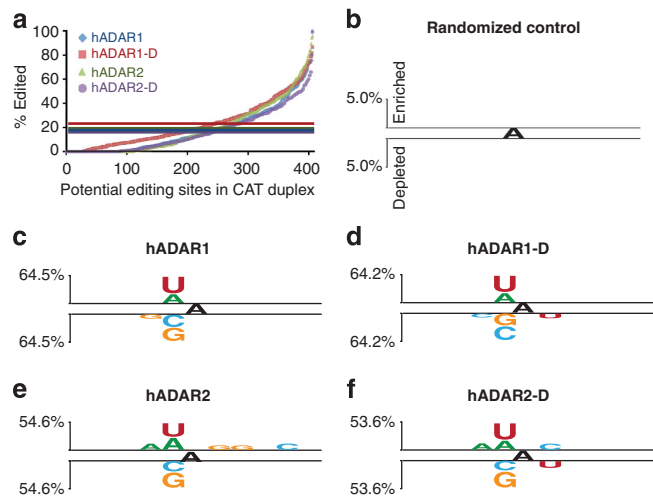 a
100
80
60
40
20
0
% Edited
hADAR1
hADAR1-D
hADAR2
hADAR2-D
0 100 200 300 400
Potential editing sites in CAT duplex
b
Randomized control
5.0%
5.0%
Enriched
Depleted
A
c
hADAR1
64.5%
64.5%
U
A
A
G C
G
d
hADAR1-D
64.2%
64.2%
U
A
A
C G U
C
e
hADAR2
54.6%
54.6%
U
A A G G C
A
C
G
f
hADAR2-D
53.6%
53.6%
U
A A C
A
C U
G